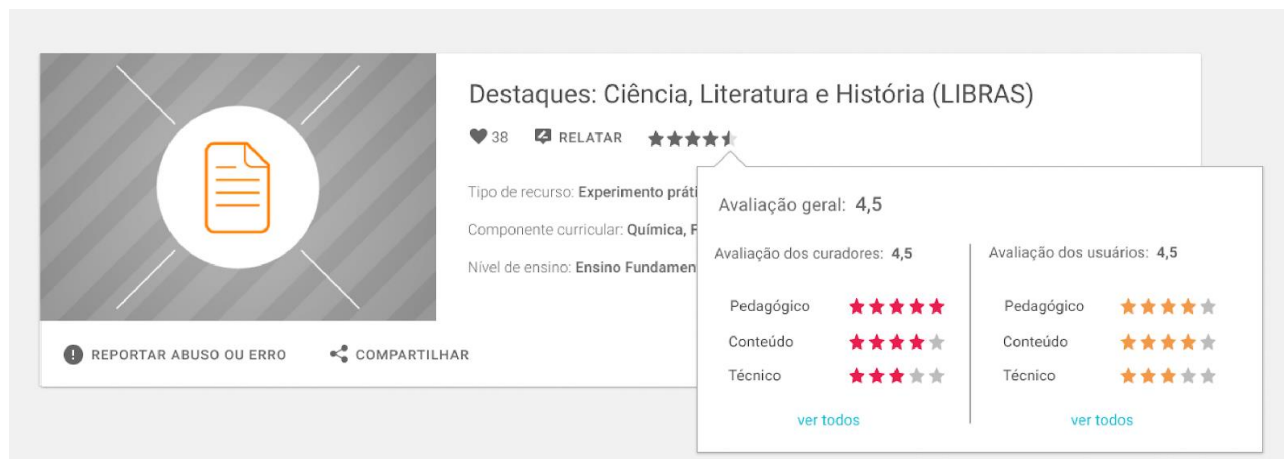 Destaques: Ciência, Literatura e História (LIBRAS)
38 RELATAR
Tipo de recurso: Experimento
Componente curricular: Química,
Nível de ensino: Ensino
REPORTAR ABUSO OU ERRO COMPARTILHAR
Avaliação geral: 4,5
Avaliação dos curadores: 4,5
Pedagógico
Conteúdo
Técnico
ver todos
Avaliação dos usuários: 4,5
Pedagógico
Conteúdo
Técnico
ver todos